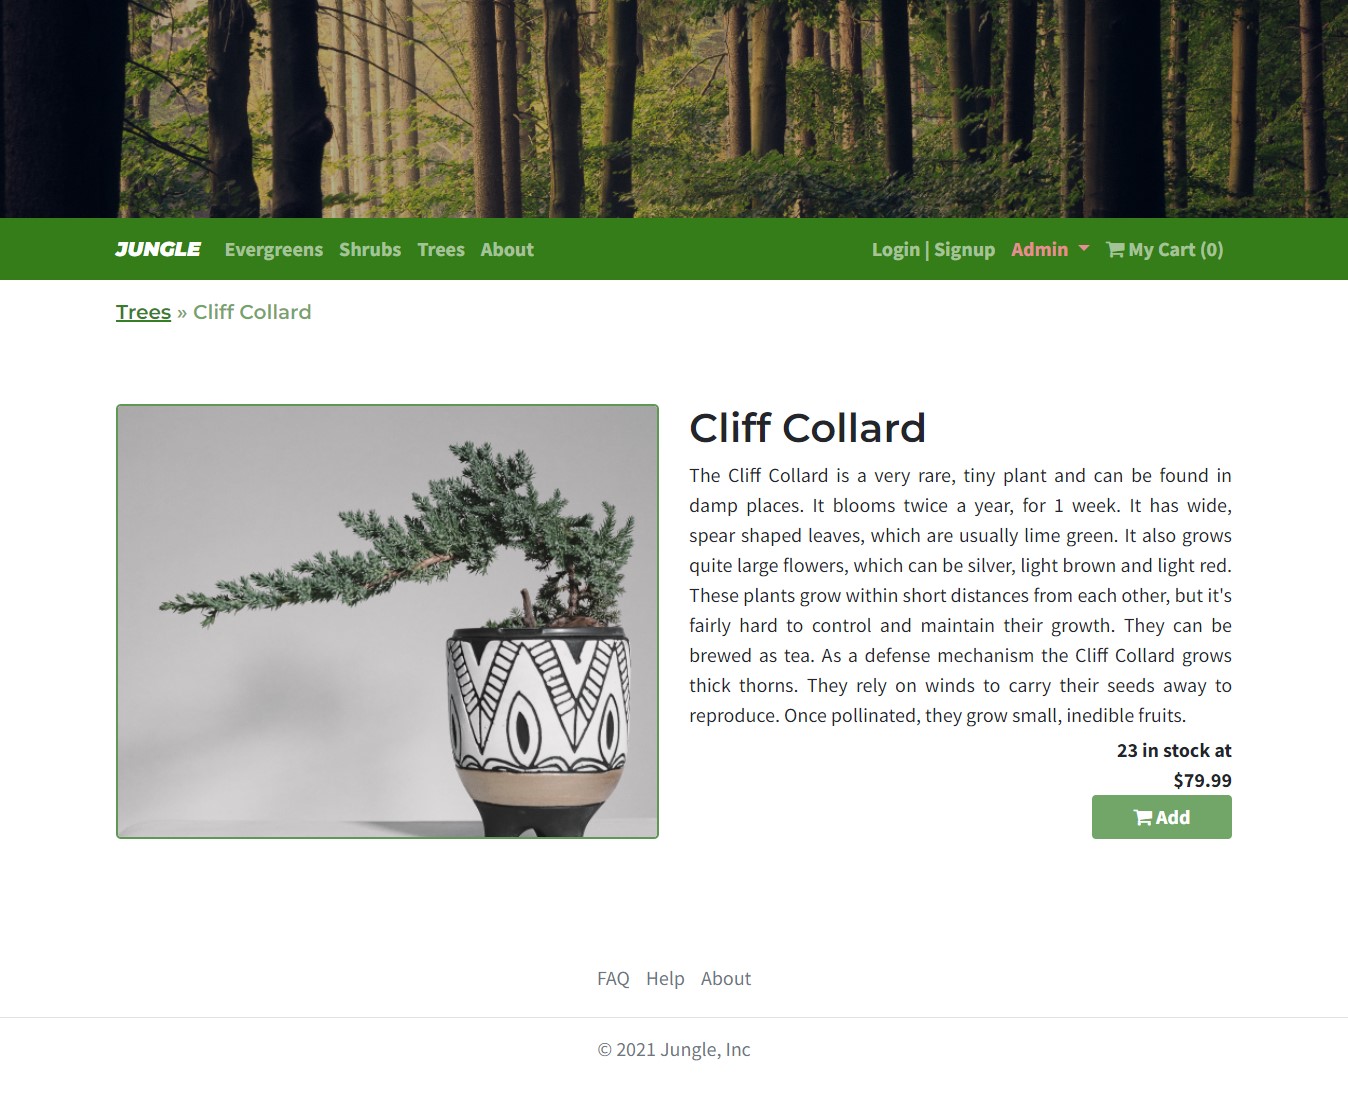 JUNGLE Evergreens Shrubs Trees About Login | Signup Admin My Cart (0)
Trees » Cliff Collard
Cliff Collard
The Cliff Collard is a very rare, tiny plant and can be found in
damp places. It blooms twice a year, for 1 week. It has wide,
spear shaped leaves, which are usually lime green. It also grows
quite large flowers, which can be silver, light brown and light red.
These plants grow within short distances from each other, but it's
fairly hard to control and maintain their growth. They can be
brewed as tea. As a defense mechanism the Cliff Collard grows
thick thorns. They rely on winds to carry their seeds away to
reproduce. Once pollinated, they grow small, inedible fruits.
23 in stock at
$79.99
Add
FAQ Help About
© 2021 Jungle, Inc